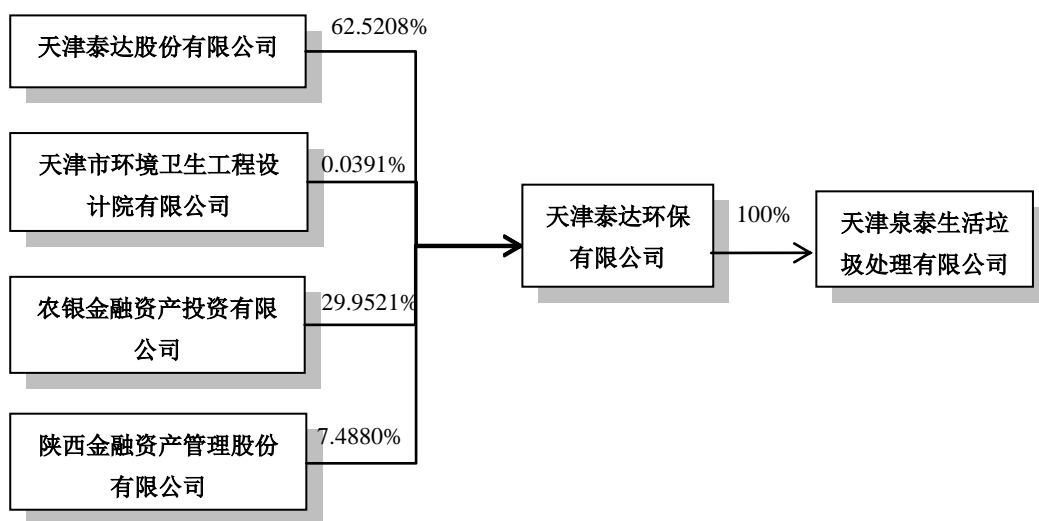 天津泰达股份有限公司
62.5208%
天津市环境卫生工程设
计院有限公司
0.0391%
农银金融资产投资有限
公司
29.9521%
陕西金融资产管理股份
有限公司
7.4880%
天津泰达环保
有限公司
100%
天津泉泰生活垃
圾处理有限公司